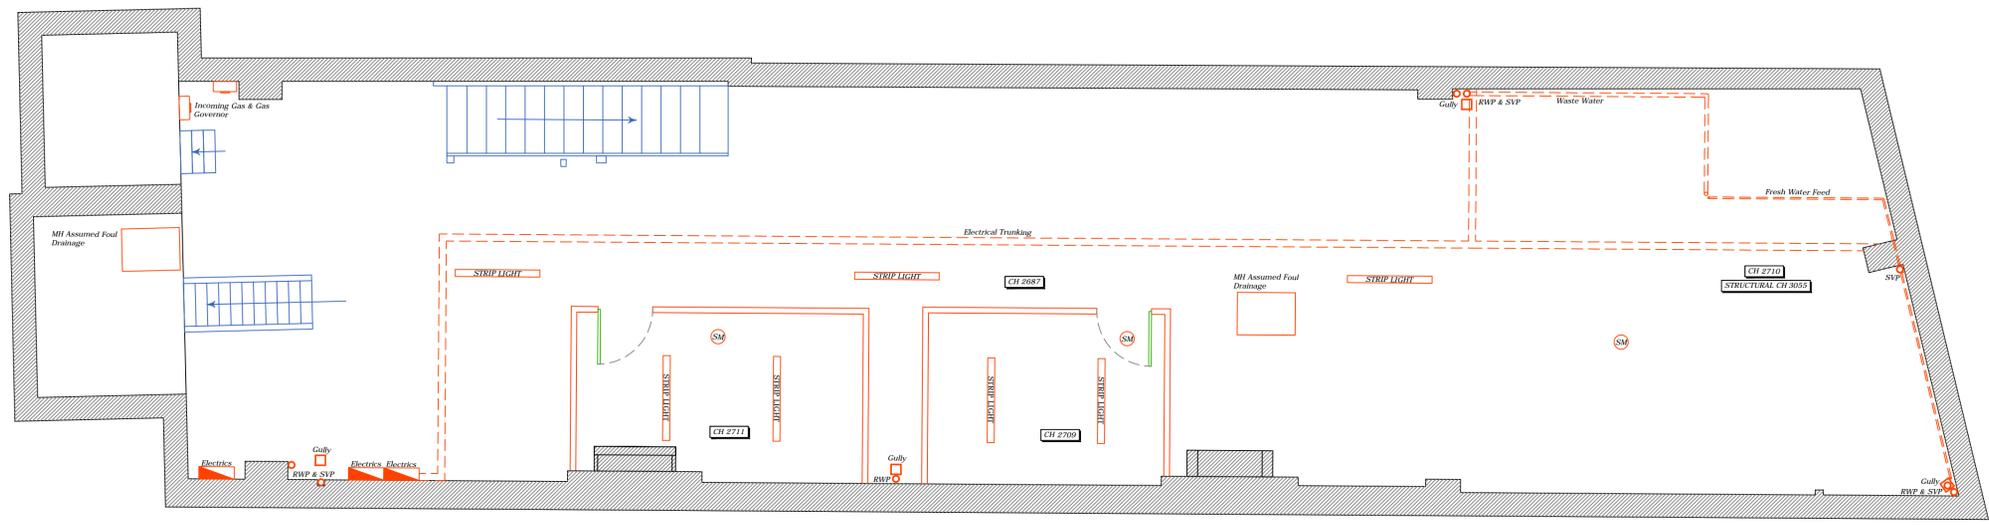 Incoming Gas & Gas
Governor
Gully
RWP & SVP
Waste Water
Fresh Water Feed
MH Assumed Foul
Drainage
Electrical Trunking
STRIP LIGHT
STRIP LIGHT
CH 2687
MH Assumed Foul
Drainage
STRIP LIGHT
CH 2710
STRUCTURAL CH 3055
SVP
SM
SM
SM
STRIP LIGHT
STRIP LIGHT
STRIP LIGHT
STRIP LIGHT
CH 2711
CH 2709
Electrics
Gully
RWP & SVP
Electrics
Electrics
Gully
RWP
Gully
RWP & SVP